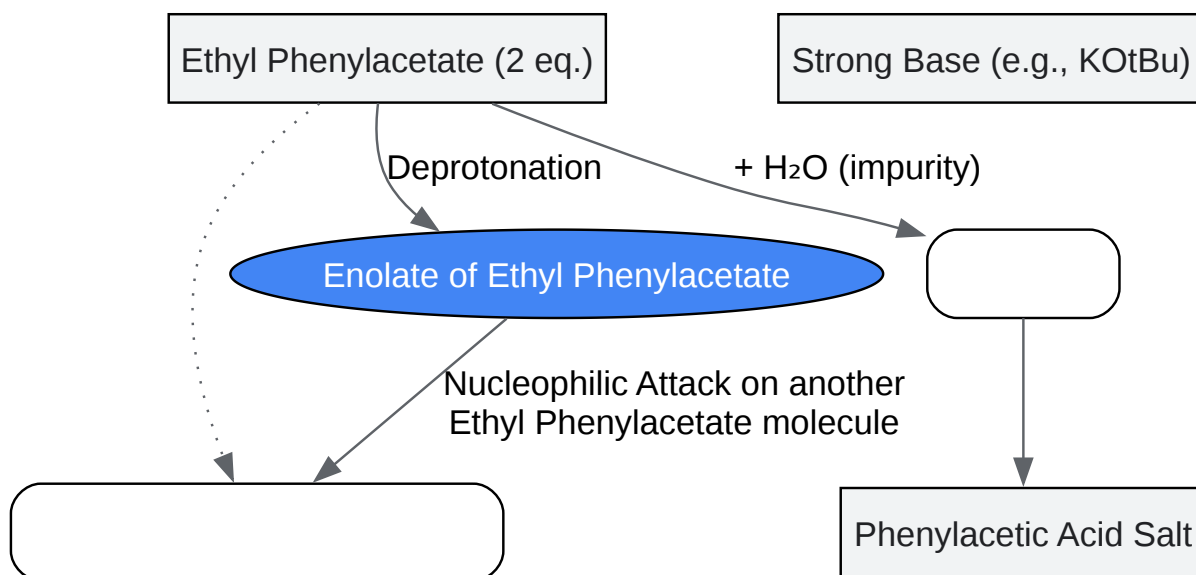 Ethyl Phenylacetate (2 eq.)
Strong Base (e.g., KOtBu)
Deprotonation
+ H₂O (impurity)
Enolate of Ethyl Phenylacetate
Nucleophilic Attack on another
Ethyl Phenylacetate molecule
Phenylacetic Acid Salt